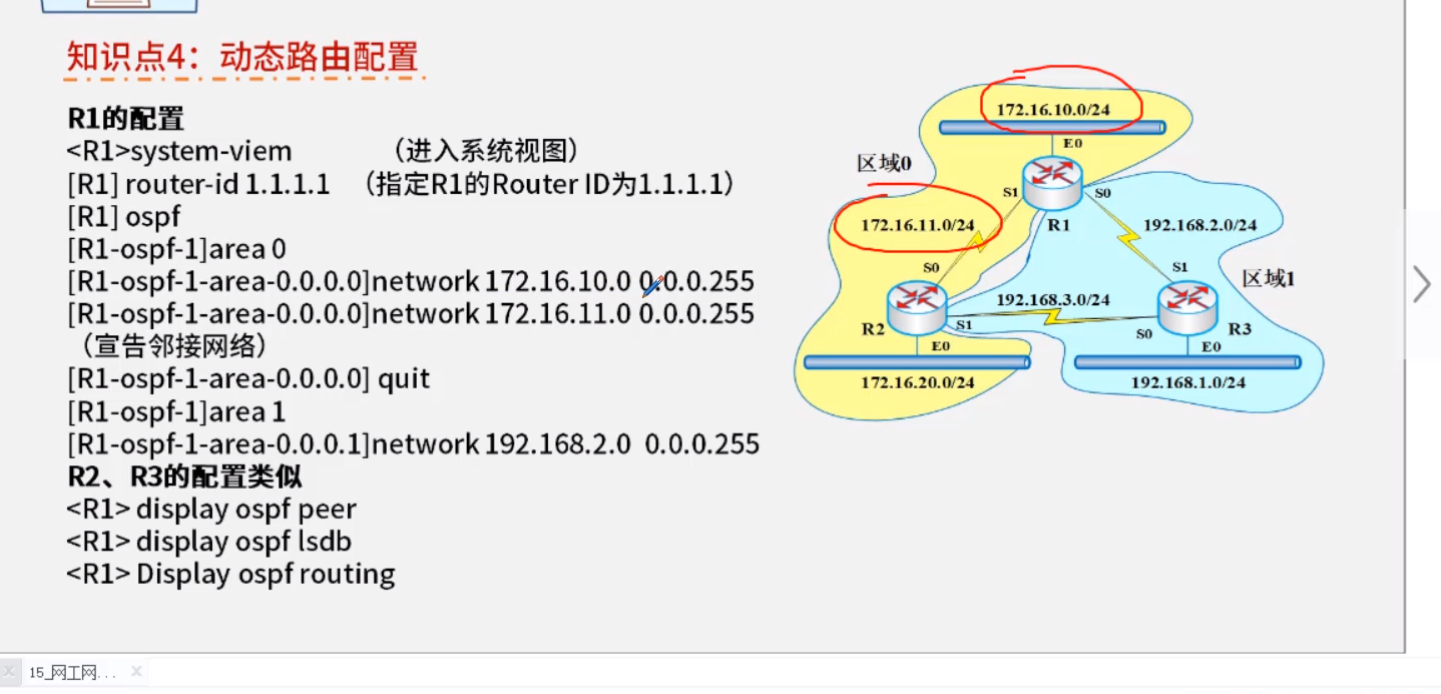 知识点4：动态路由配置
R1的配置
<R1>system-viem （进入系统视图）
[R1] router-id 1.1.1.1 （指定R1的Router ID为1.1.1.1）
[R1] ospf
[R1-ospf-1]area 0
[R1-ospf-1-area-0.0.0.0]network 172.16.10.0 0.0.0.255
[R1-ospf-1-area-0.0.0.0]network 172.16.11.0 0.0.0.255
（宣告邻接网络）
[R1-ospf-1-area-0.0.0.0] quit
[R1-ospf-1]area 1
[R1-ospf-1-area-0.0.0.1]network 192.168.2.0 0.0.0.255
R2、R3的配置类似
<R1> display ospf peer
<R1> display ospf lsdb
<R1> Display ospf routing
172.16.10.0/24
E0
区域0
S1
S0
R1
172.16.11.0/24
192.168.2.0/24
S0
S1
区域1
192.168.3.0/24
R2
S1
S0
R3
E0
E0
172.16.20.0/24
192.168.1.0/24
15_网工网...